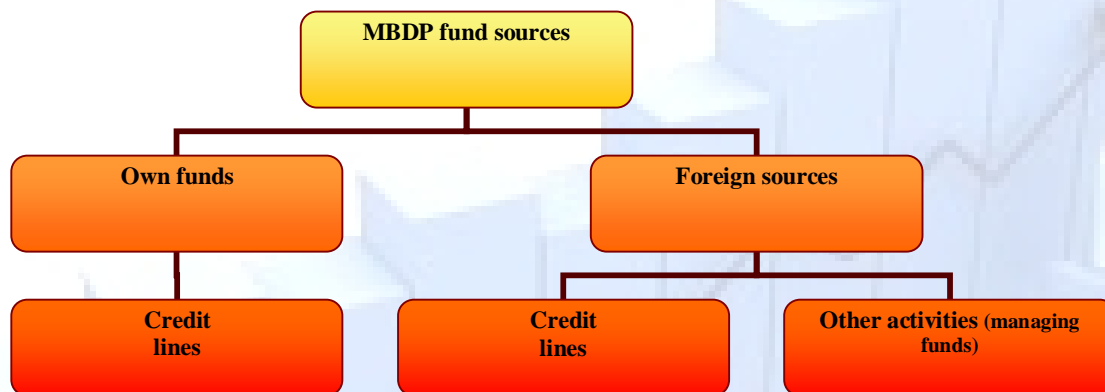 MBDP fund sources
Own funds
Foreign sources
Credit
lines
Credit
lines
Other activities (managing
funds)